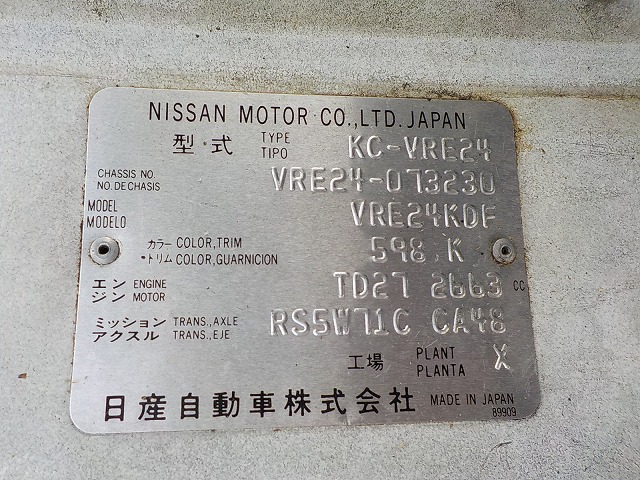 NISSAN MOTOR CO.,LTD. JAPAN
型式 TYPE TIPO KC-VRE24
CHASSIS NO. NO. DE CHASIS VRE24-073230
MODEL MODELO VRE24KDF
カラー COLOR,TRIM
・トリム COLOR,GUARNICION 598,K
エンジン ENGINE MOTOR TD27 2663 CC
ミッション TRANS.,AXLE
アクスル TRANS.,EJE RS5W71C CA48
工場 PLANT PLANTA X
日産自動車株式会社 MADE IN JAPAN
89909